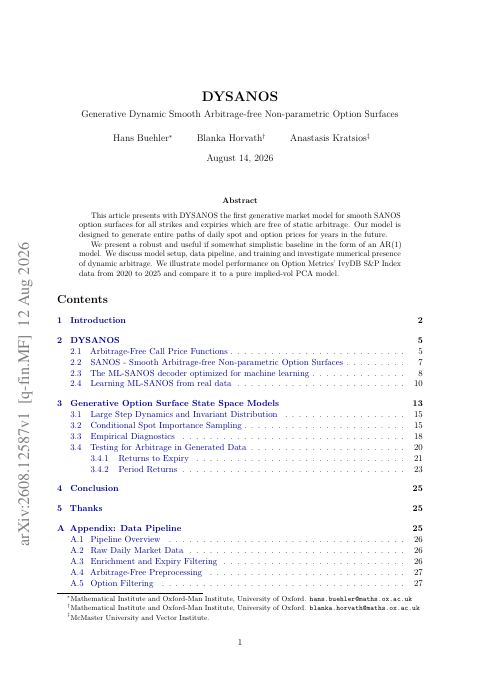 DYSANOS
Generative Dynamic Smooth Arbitrage-free Non-parametric Option Surfaces
Hans Buehler* Blanka Horvath† Anastasis Kratsios‡
August 14, 2026
Abstract
This article presents with DYSANOS the first generative market model for smooth SANOS
option surfaces for all strikes and expiries which are free of static arbitrage. Our model is
designed to generate entire paths of daily spot and option prices for years in the future.
We present a robust and useful if somewhat simplistic baseline in the form of an AR(1)
model. We discuss model setup, data pipeline, and training and investigate numerical presence
of dynamic arbitrage. We illustrate model performance on Option Metrics' IvyDB S&P Index
data from 2020 to 2025 and compare it to a pure implied-vol PCA model.
Contents
1 Introduction 2
2 DYSANOS 5
2.1 Arbitrage-Free Call Price Functions . . . . . . . . . . . . . . . . . . . . . . . . . . 5
2.2 SANOS - Smooth Arbitrage-free Non-parametric Option Surfaces . . . . . . . . . 7
2.3 The ML-SANOS decoder optimized for machine learning . . . . . . . . . . . . . . 8
2.4 Learning ML-SANOS from real data . . . . . . . . . . . . . . . . . . . . . . . . . 10
3 Generative Option Surface State Space Models 13
3.1 Large Step Dynamics and Invariant Distribution . . . . . . . . . . . . . . . . . . 15
3.2 Conditional Spot Importance Sampling . . . . . . . . . . . . . . . . . . . . . . . . 15
3.3 Empirical Diagnostics . . . . . . . . . . . . . . . . . . . . . . . . . . . . . . . . . 18
3.4 Testing for Arbitrage in Generated Data . . . . . . . . . . . . . . . . . . . . . . . 20
3.4.1 Returns to Expiry . . . . . . . . . . . . . . . . . . . . . . . . . . . . . . . 21
3.4.2 Period Returns . . . . . . . . . . . . . . . . . . . . . . . . . . . . . . . . . 23
4 Conclusion 25
5 Thanks 25
A Appendix: Data Pipeline 25
A.1 Pipeline Overview . . . . . . . . . . . . . . . . . . . . . . . . . . . . . . . . . . . 26
A.2 Raw Daily Market Data . . . . . . . . . . . . . . . . . . . . . . . . . . . . . . . . 26
A.3 Enrichment and Expiry Filtering . . . . . . . . . . . . . . . . . . . . . . . . . . . 26
A.4 Arbitrage-Free Preprocessing . . . . . . . . . . . . . . . . . . . . . . . . . . . . . 27
A.5 Option Filtering . . . . . . . . . . . . . . . . . . . . . . . . . . . . . . . . . . . . 27
*Mathematical Institute and Oxford-Man Institute, University of Oxford. hans.buehler@maths.ox.ac.uk
†Mathematical Institute and Oxford-Man Institute, University of Oxford. blanka.horvath@maths.ox.ac.uk
‡McMaster University and Vector Institute.
1
arXiv:2608.12587v1 [q-fin.MF] 12 Aug 2026